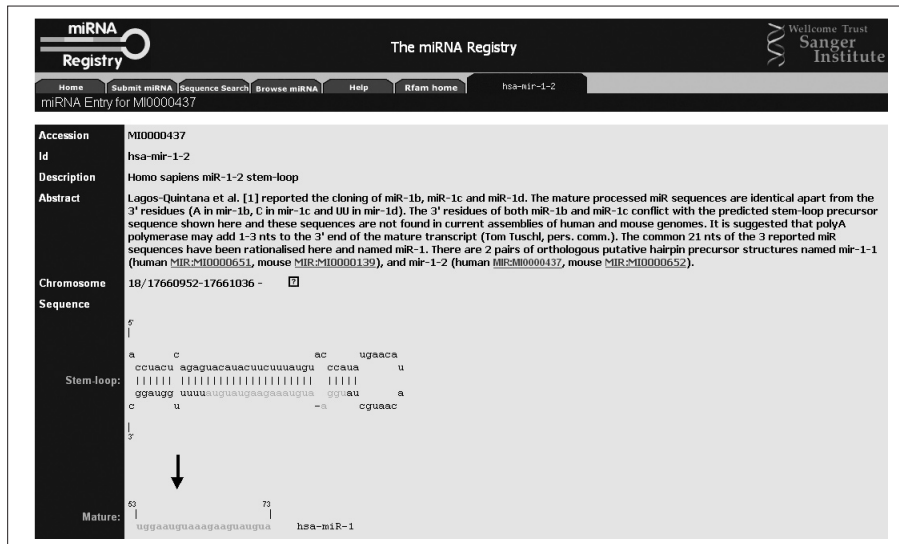 miRNA
Registry
The miRNA Registry
Wellcome Trust
Sanger
Institute
Home Submit miRNA Sequence Search Browse miRNA Help Rfam home hsa-mir-1-2
miRNA Entry for MI0000437
Accession MI0000437
Id hsa-mir-1-2
Description Homo sapiens miR-1-2 stem-loop
Abstract Lagos-Quintana et al. [1] reported the cloning of miR-1b, miR-1c and miR-1d. The mature processed miR sequences are identical apart from the
3' residues (A in mir-1b, C in mir-1c and UU in mir-1d). The 3' residues of both miR-1b and miR-1c conflict with the predicted stem-loop precursor
sequence shown here and these sequences are not found in current assemblies of human and mouse genomes. It is suggested that polyA
polymerase may add 1-3 nts to the 3' end of the mature transcript (Tom Tuschl, pers. comm.). The common 21 nts of the 3 reported miR
sequences have been rationalised here and named miR-1. There are 2 pairs of orthologous putative hairpin precursor structures named mir-1-1
(human MIR:MI0000651, mouse MIR:MI0000139), and mir-1-2 (human MIR:MI0000437, mouse MIR:MI0000652).
Chromosome 18/17660952-17661036 - ?
Sequence
5'
a c ac ugaaca
ccuacu agaguacauacuucuuuaugu ccaua u
Stem-loop:
ggaugg uuuuauguaugaagaaaugua gguau a
c u -a cguaac
3'
53 73
Mature: uggaauguaaagaaguaugua hsa-miR-1